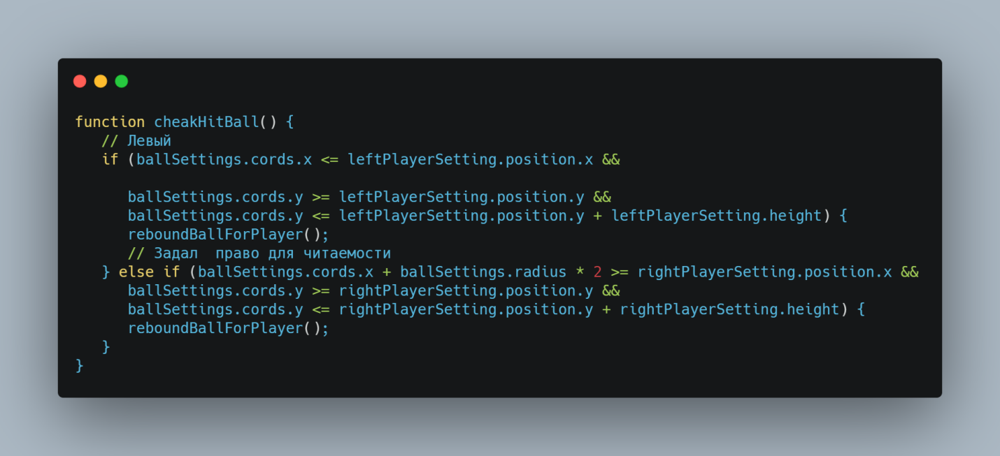 function cheakHitBall() {
// Левый
if (ballSettings.cords.x <= leftPlayerSetting.position.x &&
ballSettings.cords.y >= leftPlayerSetting.position.y &&
ballSettings.cords.y <= leftPlayerSetting.position.y + leftPlayerSetting.height) {
reboundBallForPlayer();
// Задал  право для читаемости
} else if (ballSettings.cords.x + ballSettings.radius * 2 >= rightPlayerSetting.position.x &&
ballSettings.cords.y >= rightPlayerSetting.position.y &&
ballSettings.cords.y <= rightPlayerSetting.position.y + rightPlayerSetting.height) {
reboundBallForPlayer();
}
}